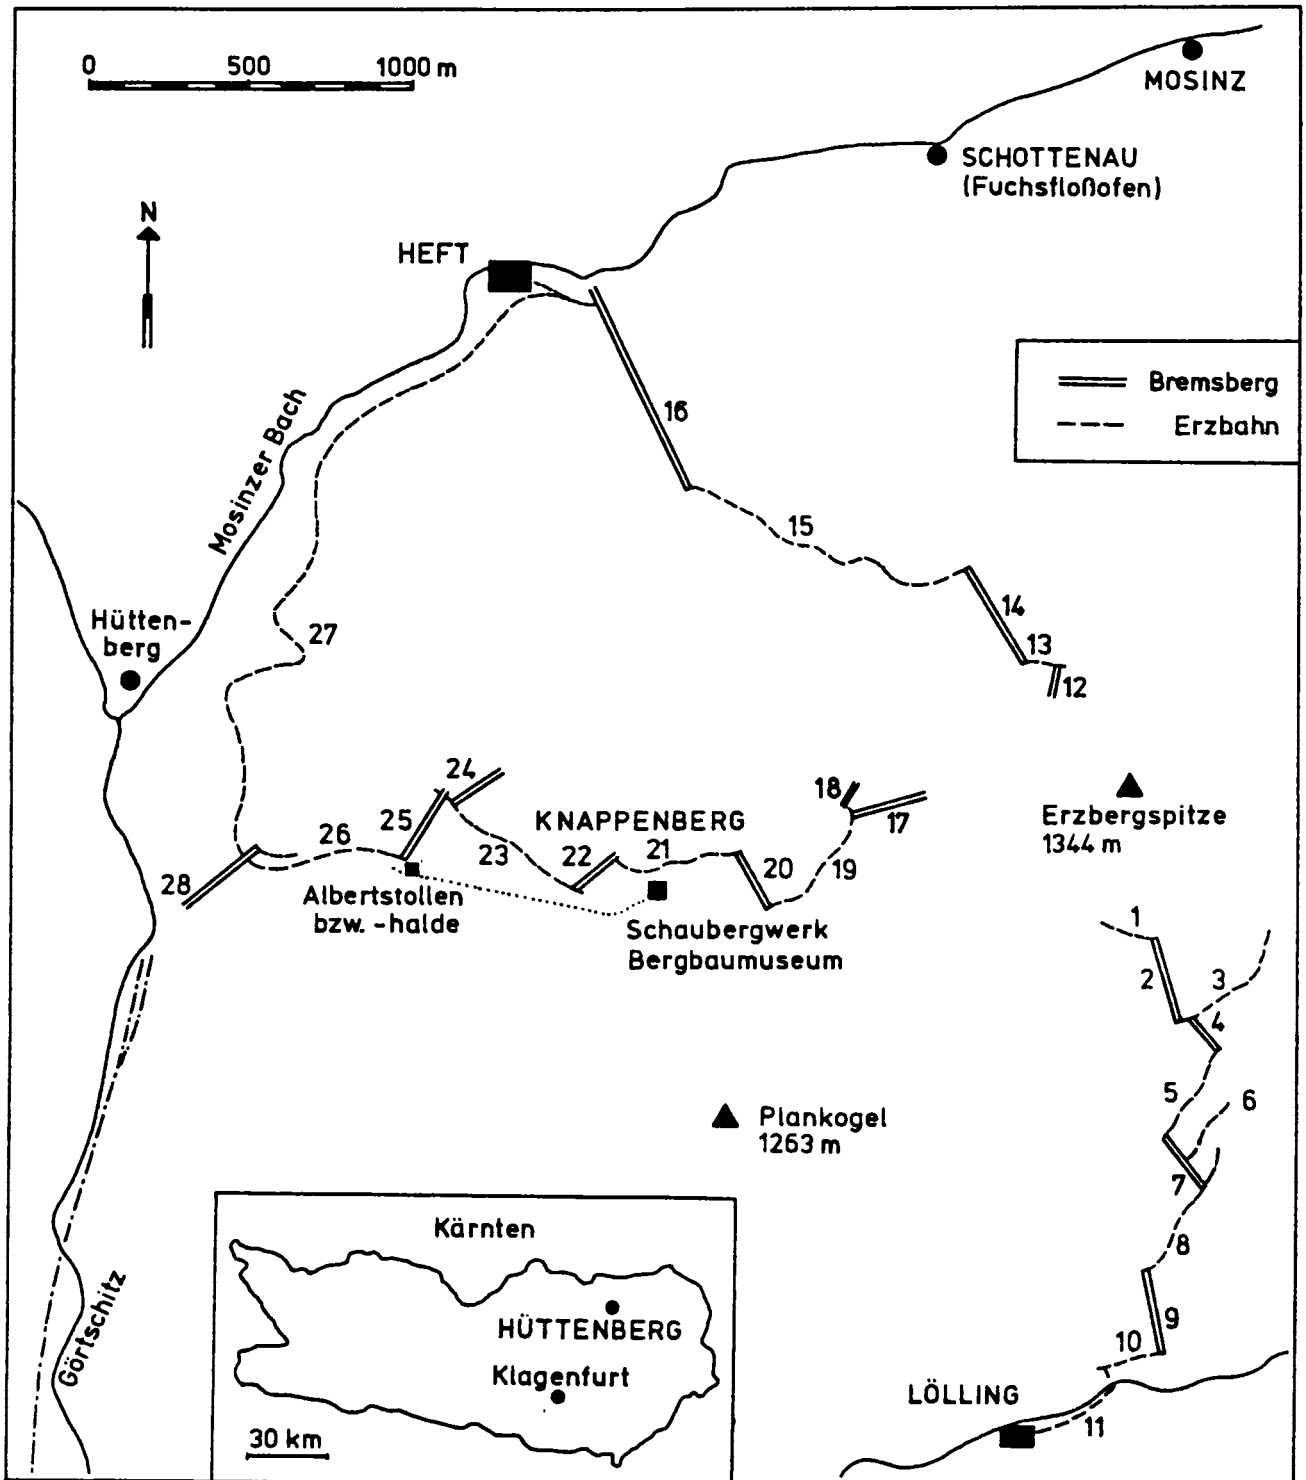 0 500 1000 m
MOSINZ
SCHOTTENAU
(Fuchsfloßofen)
N
HEFT
Bremsberg
Erzbahn
16
Mosinzer Bach
15
Hütten-
berg
27
14
13
12
24
18
17
25
KNAPPENBERG
Erzbergspitze
1344 m
26
23
22
21
20
19
28
Albertstollen
bzw. -halde
Schaubergwerk
Bergbaumuseum
1
2
3
4
5
6
Plankogel
1263 m
7
8
9
10
11
LÖLLING
Görtschitz
Kärnten
HÜTTENBERG
Klagenfurt
30 km